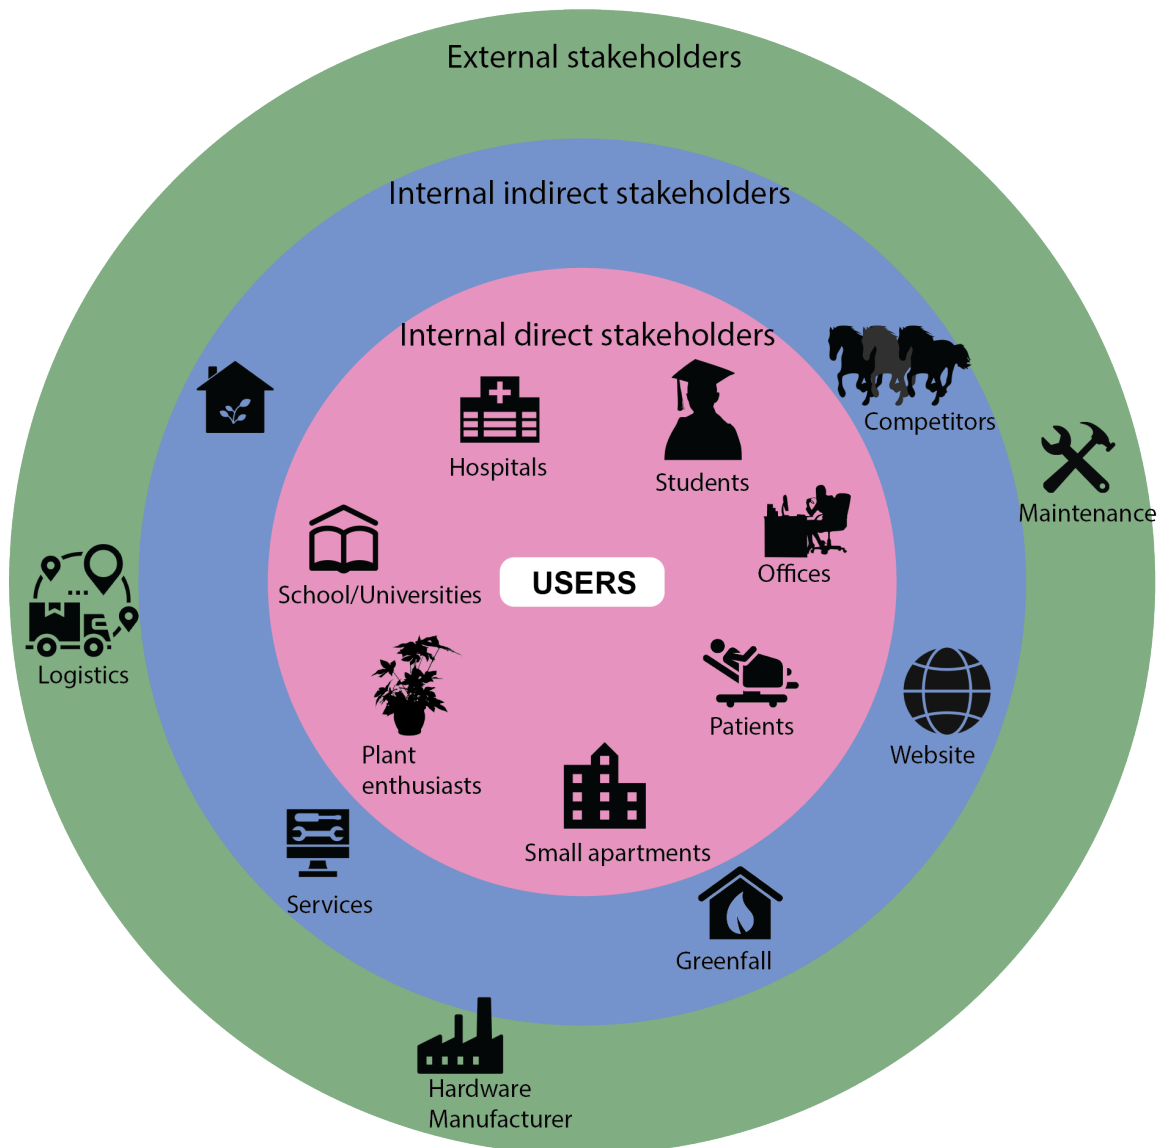 External stakeholders
Internal indirect stakeholders
Internal direct stakeholders
Competitors
Hospitals
Students
Maintenance
Offices
School/Universities
USERS
Logistics
Patients
Website
Plant
enthusiasts
Small apartments
Services
Greenfall
Hardware
Manufacturer